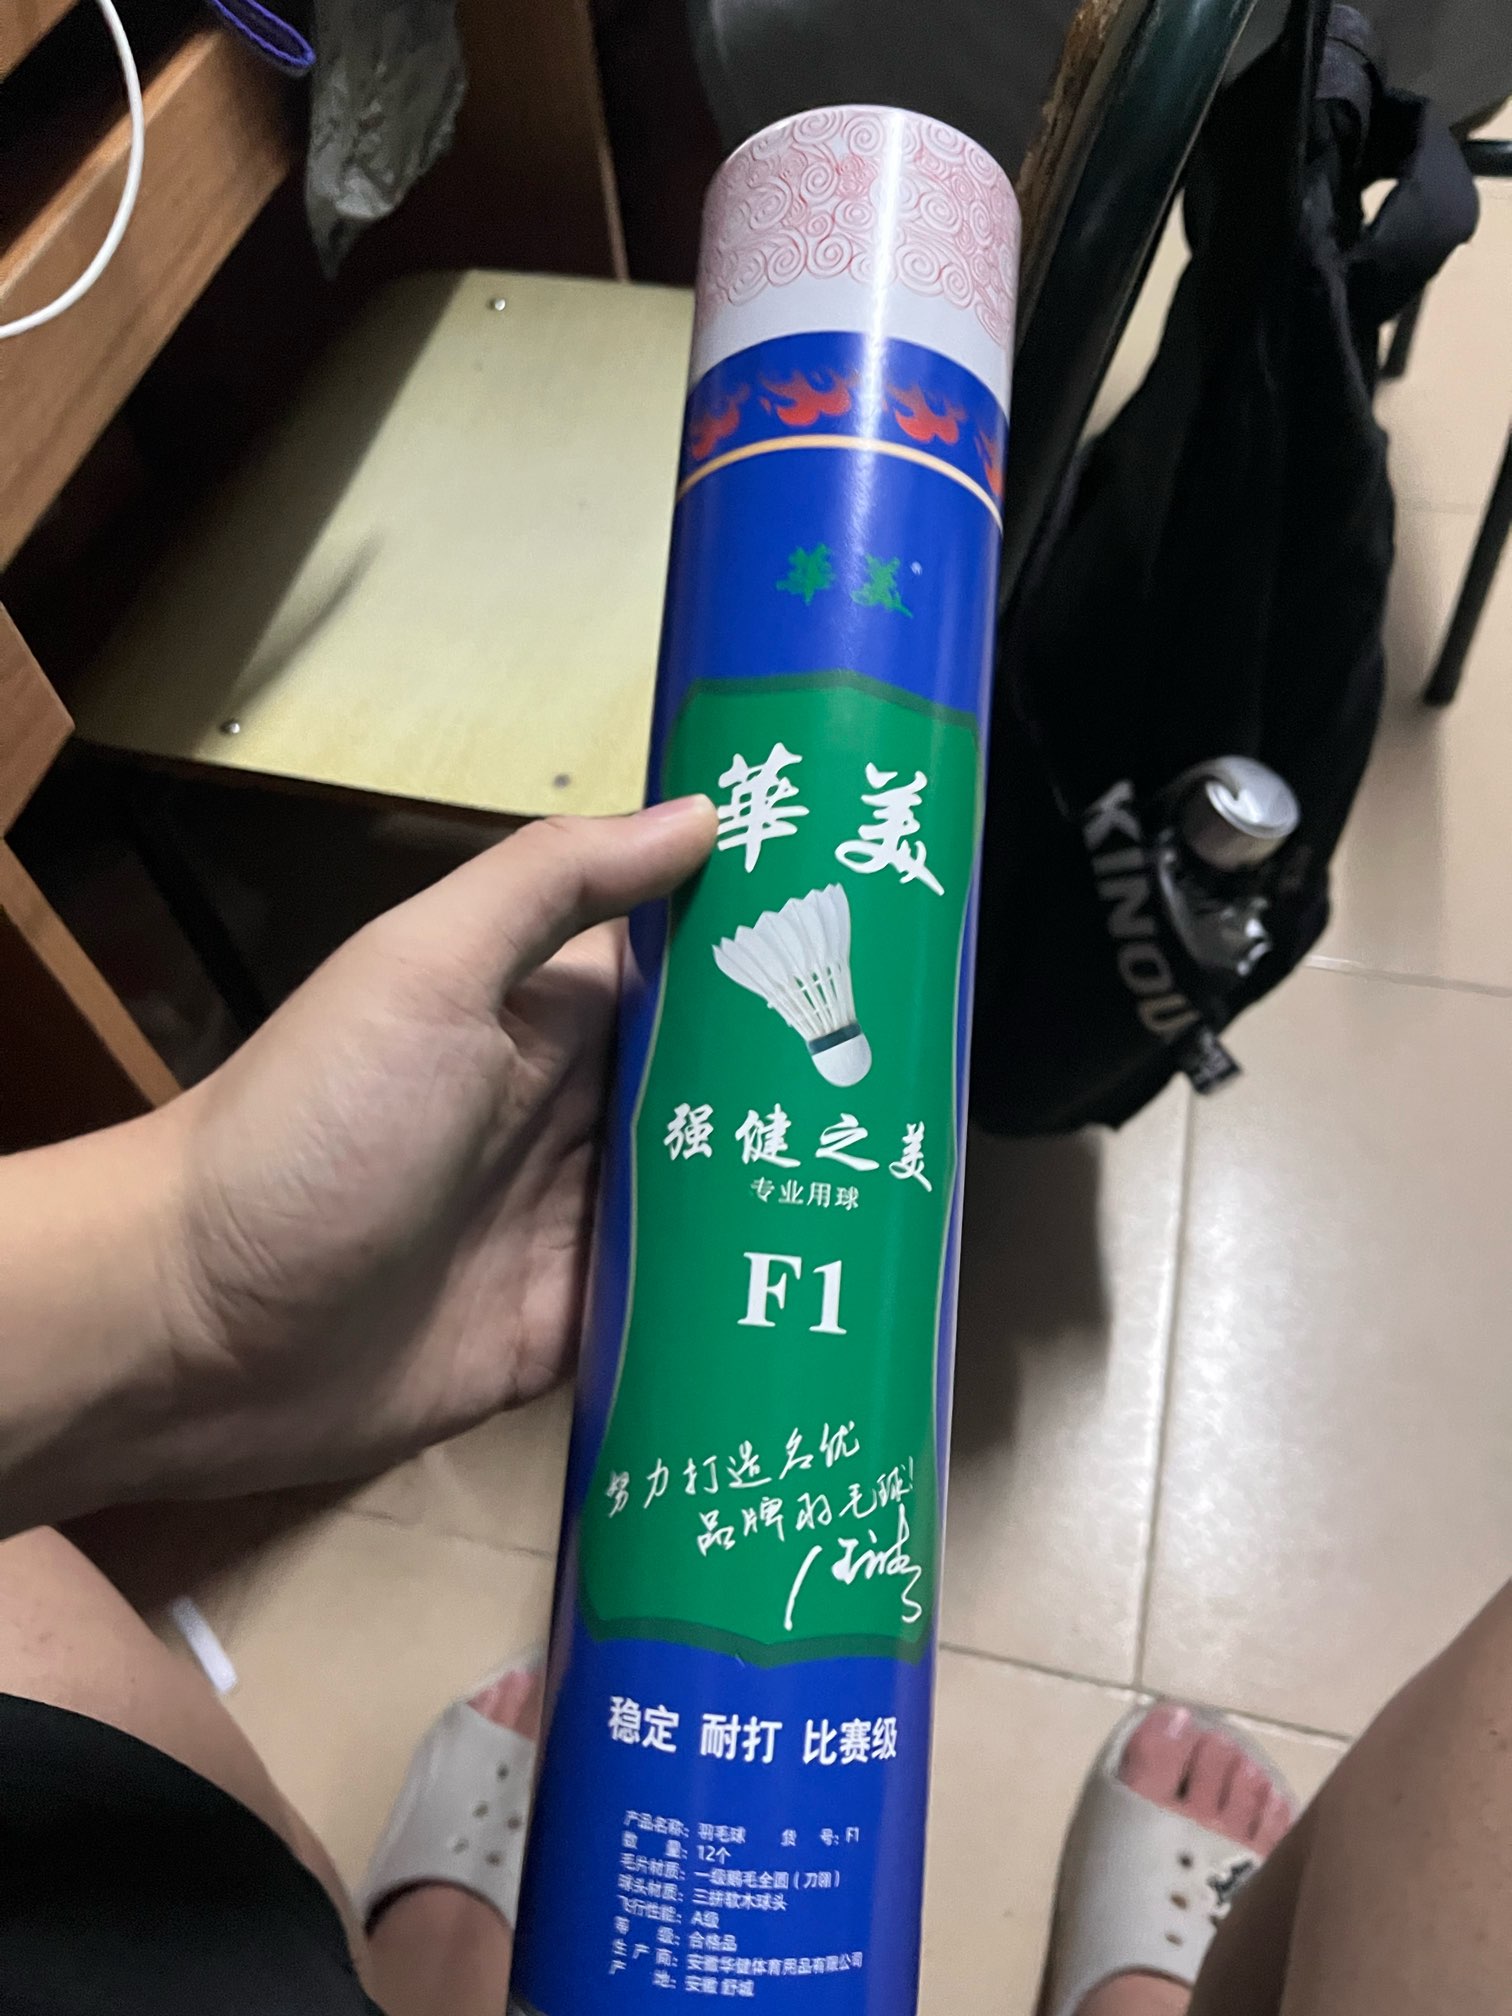 華美
華美
强健之美
专业用球
F1
努力打造名优
品牌羽毛球!
稳定 耐打 比赛级
产品名称：羽毛球 货号：F1
数量：12个
毛片材质：一级鹅毛全圆（刀翎）
球头材质：三拼软木球头
飞行性能：A级
等级：合格品
生产商：安徽华健体育用品有限公司
产地：安徽 舒城
KINOU